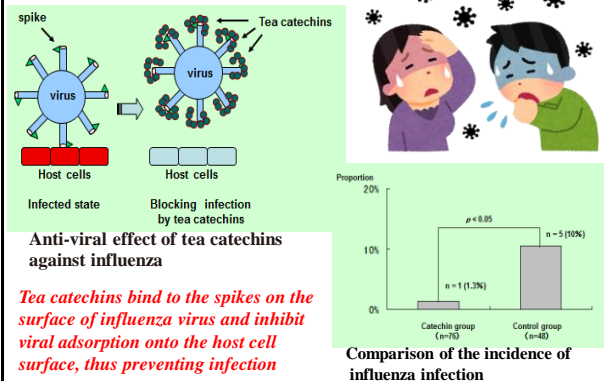 spike
Tea catechins
virus
virus
Host cells
Host cells
Infected state
Blocking infection
by tea catechins
Anti-viral effect of tea catechins
against influenza
Tea catechins bind to the spikes on the
surface of influenza virus and inhibit
viral adsorption onto the host cell
surface, thus preventing infection
Proportion
20%
10%
0%
p < 0.05
n = 5 (10%)
n = 1 (1.3%)
Catechin group
(n=76)
Control group
(n=48)
Comparison of the incidence of
influenza infection